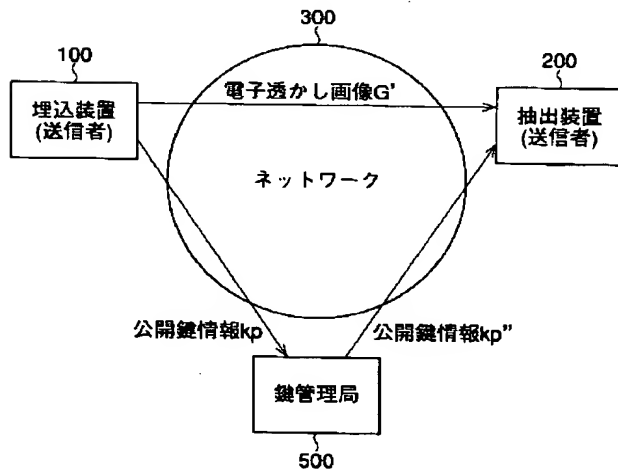 300
100
200
埋込装置
(送信者)
電子透かし画像G'
抽出装置
(送信者)
ネットワーク
公開鍵情報kp
公開鍵情報kp"
鍵管理局
500